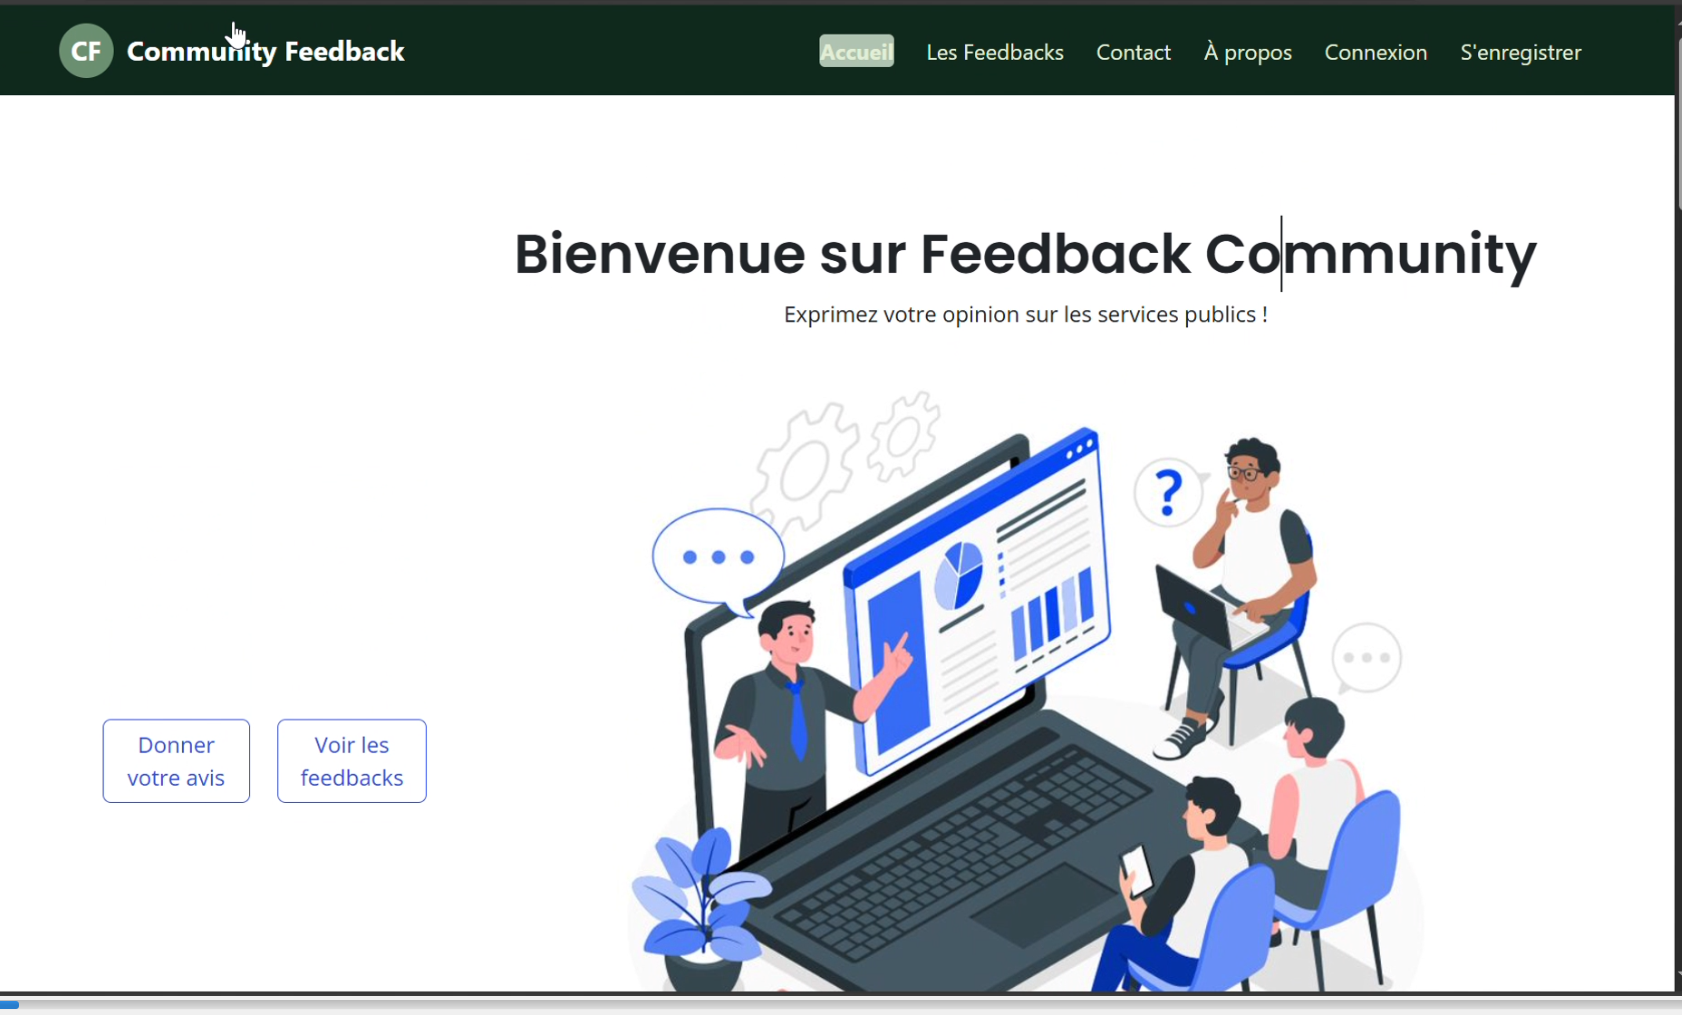 CF Community Feedback
Accueil Les Feedbacks Contact À propos Connexion S'enregistrer
Bienvenue sur Feedback Community
Exprimez votre opinion sur les services publics !
?
Donner
votre avis
Voir les
feedbacks